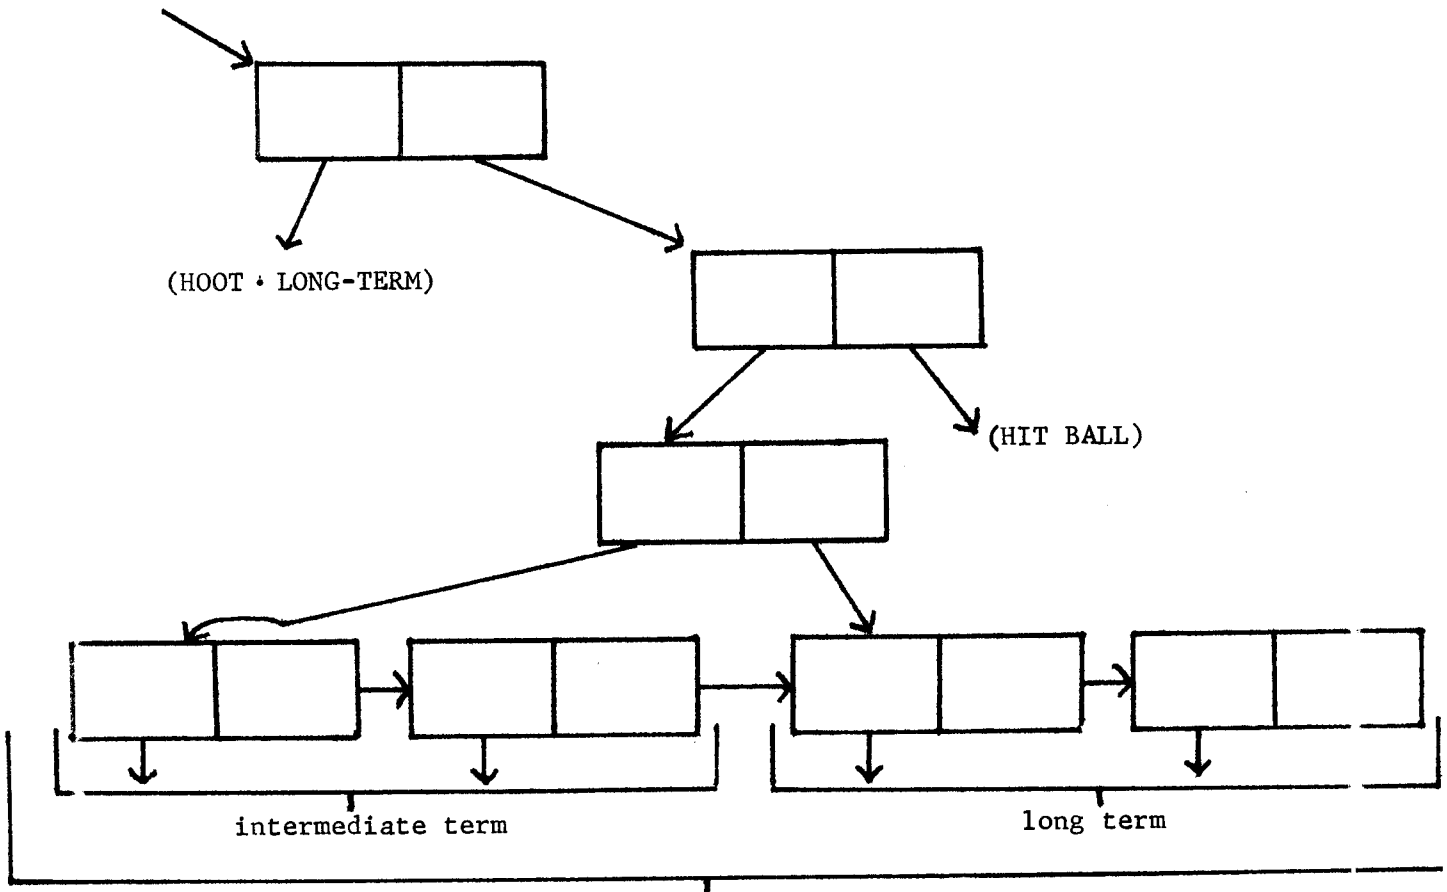 (HOOT · LONG-TERM)
(HIT BALL)
intermediate term
long term